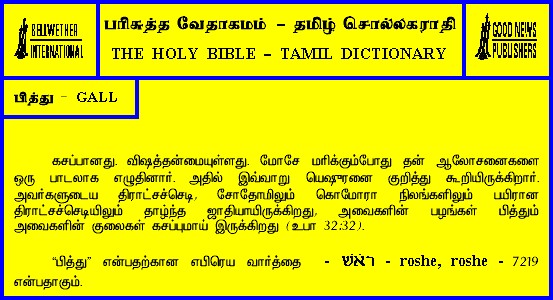 BELLWETHER
INTERNATIONAL
பரிசுத்த வேதாகமம் - தமிழ் சொல்லகராதி
THE HOLY BIBLE - TAMIL DICTIONARY
GOOD NEWS
PUBLISHERS
பித்து - GALL
கசப்பானது. விஷத்தன்மையுள்ளது. மோசே மரிக்கும்போது தன் ஆலோசனைகளை
ஒரு பாடலாக எழுதினார். அதில் இவ்வாறு யெஷுரனை குறித்து கூறியிருக்கிறார்.
அவர்களுடைய திராட்சச்செடி, சோதோமிலும் கொமோரா நிலங்களிலும் பயிரான
திராட்சச்செடியிலும் தாழ்ந்த ஜாதியாயிருக்கிறது, அவைகளின் பழங்கள் பித்தும்
அவைகளின் குலைகள் கசப்புமாய் இருக்கிறது (உபா 32:32).
“பித்து” என்பதற்கான எபிரெய வார்த்தை - ראשׁ - roshe, roshe - 7219
என்பதாகும்.